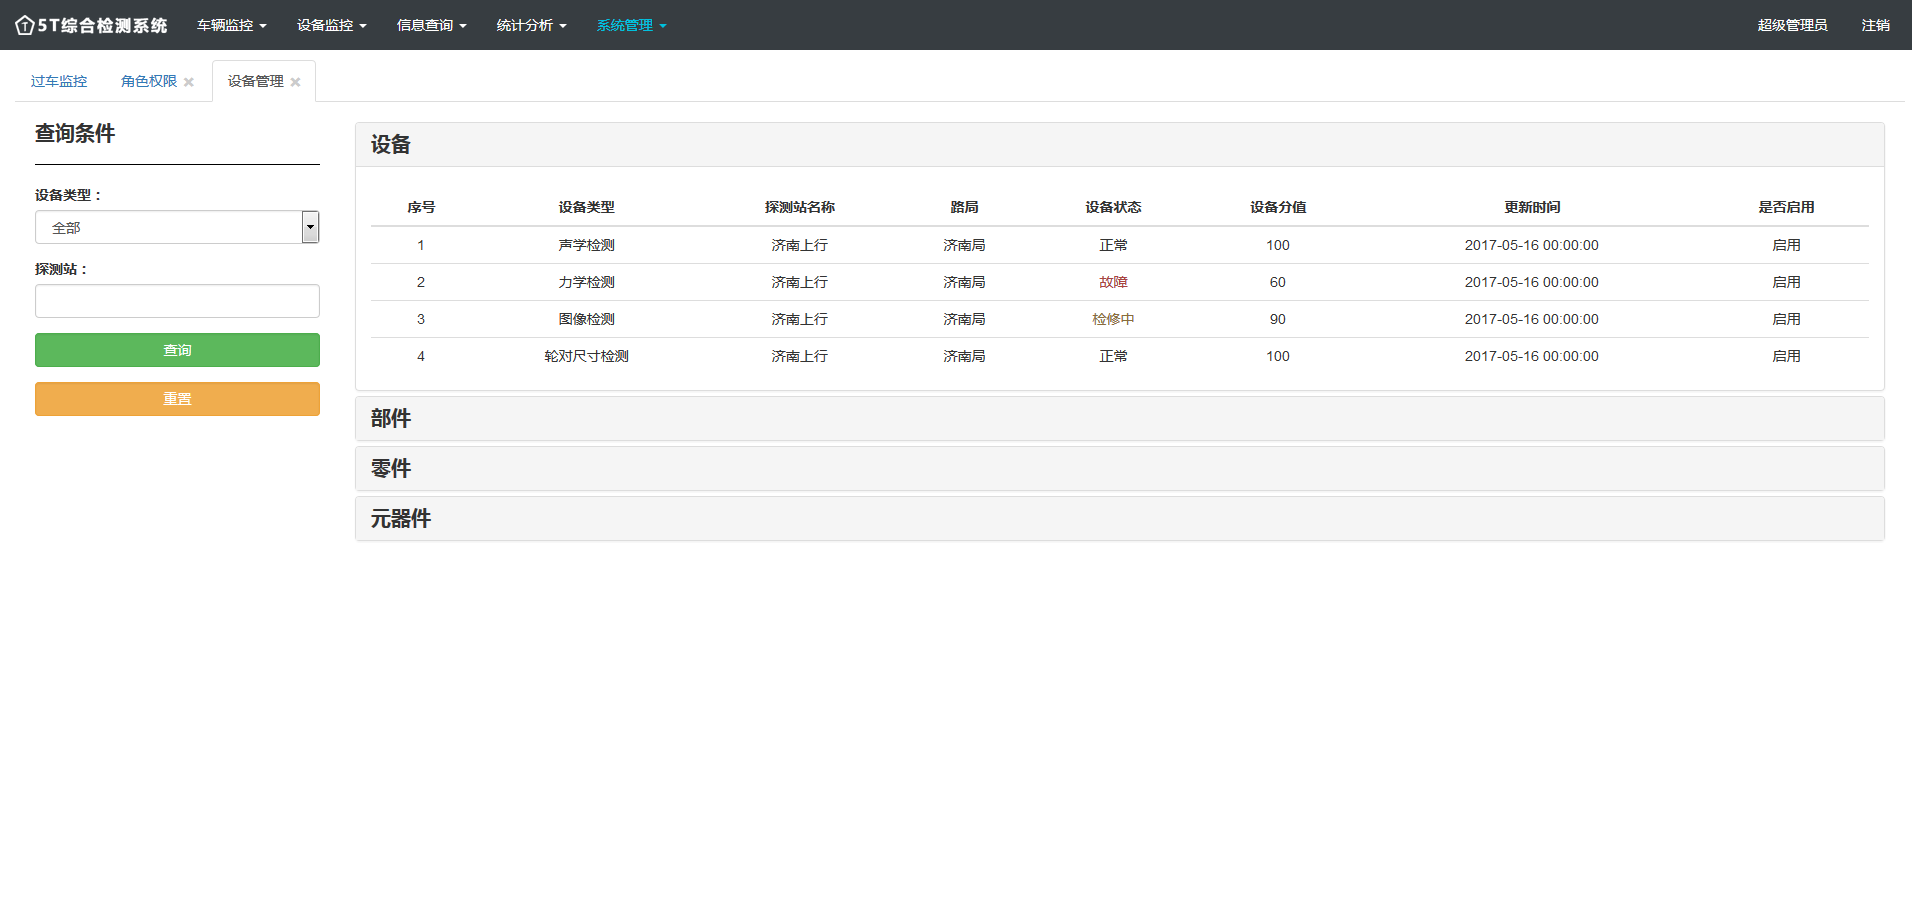 5T综合检测系统 车辆监控 设备监控 信息查询 统计分析 系统管理 超级管理员 注销
过车监控 角色权限 设备管理
查询条件
设备类型：
全部
探测站：
查询
重置
设备
序号 设备类型 探测站名称 路局 设备状态 设备分值 更新时间 是否启用
1 声学检测 济南上行 济南局 正常 100 2017-05-16 00:00:00 启用
2 力学检测 济南上行 济南局 故障 60 2017-05-16 00:00:00 启用
3 图像检测 济南上行 济南局 检修中 90 2017-05-16 00:00:00 启用
4 轮对尺寸检测 济南上行 济南局 正常 100 2017-05-16 00:00:00 启用
部件
零件
元器件